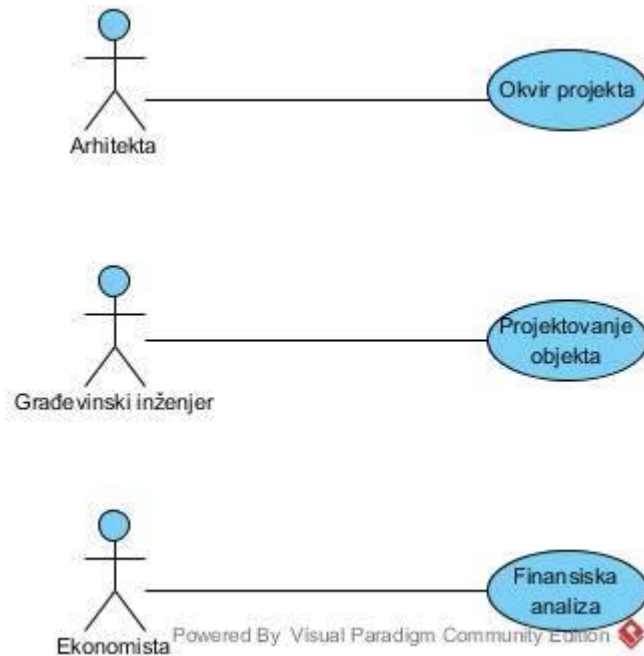 Okvir projekta
Arhitekta
Projektovanje
objekta
Građevinski inženjer
Finansiska
analiza
Ekonomista
Powered By Visual Paradigm Community Edition